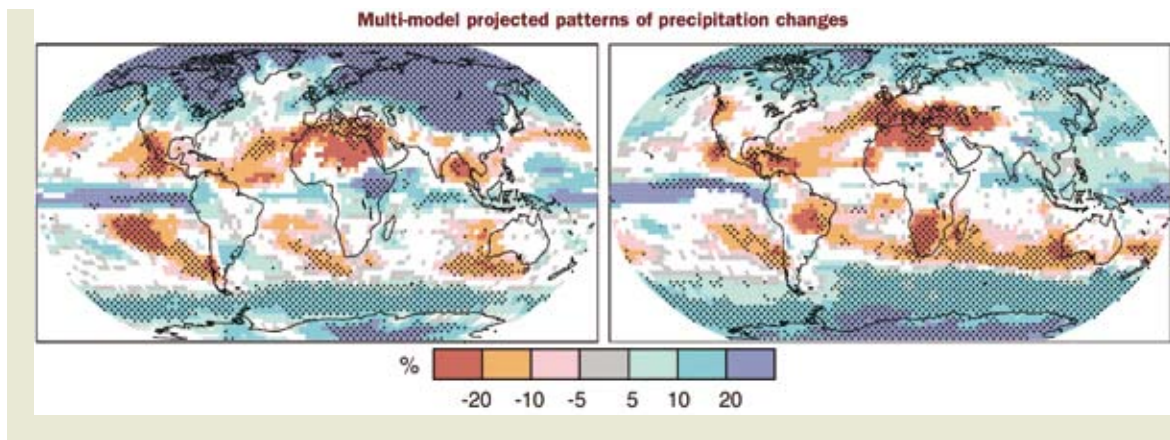 Multi-model projected patterns of precipitation changes
%
-20 -10 -5 5 10 20